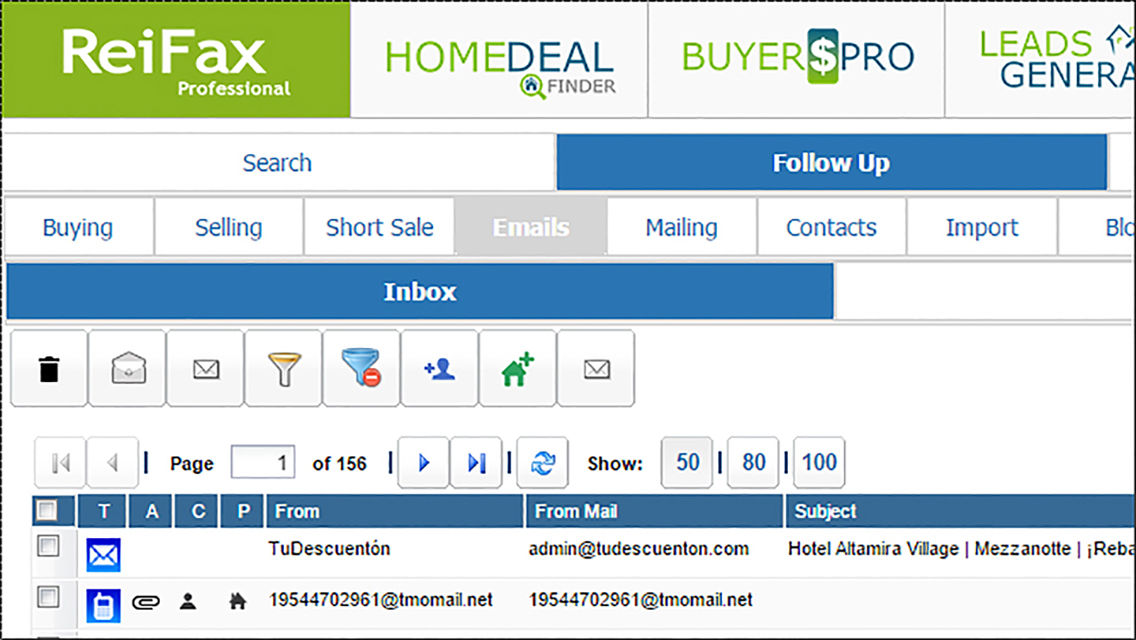 ReiFax
Professional
HOMEDEAL
FINDER
BUYER$PRO
LEADS
GENERA
Search
Follow Up
Buying
Selling
Short Sale
Emails
Mailing
Contacts
Import
Blo
Inbox
Page 1 of 156 Show: 50 80 100
T A C P From From Mail Subject
TuDescuentón admin@tudescuenton.com Hotel Altamira Village | Mezzanotte | ¡Reba
19544702961@tmomail.net 19544702961@tmomail.net